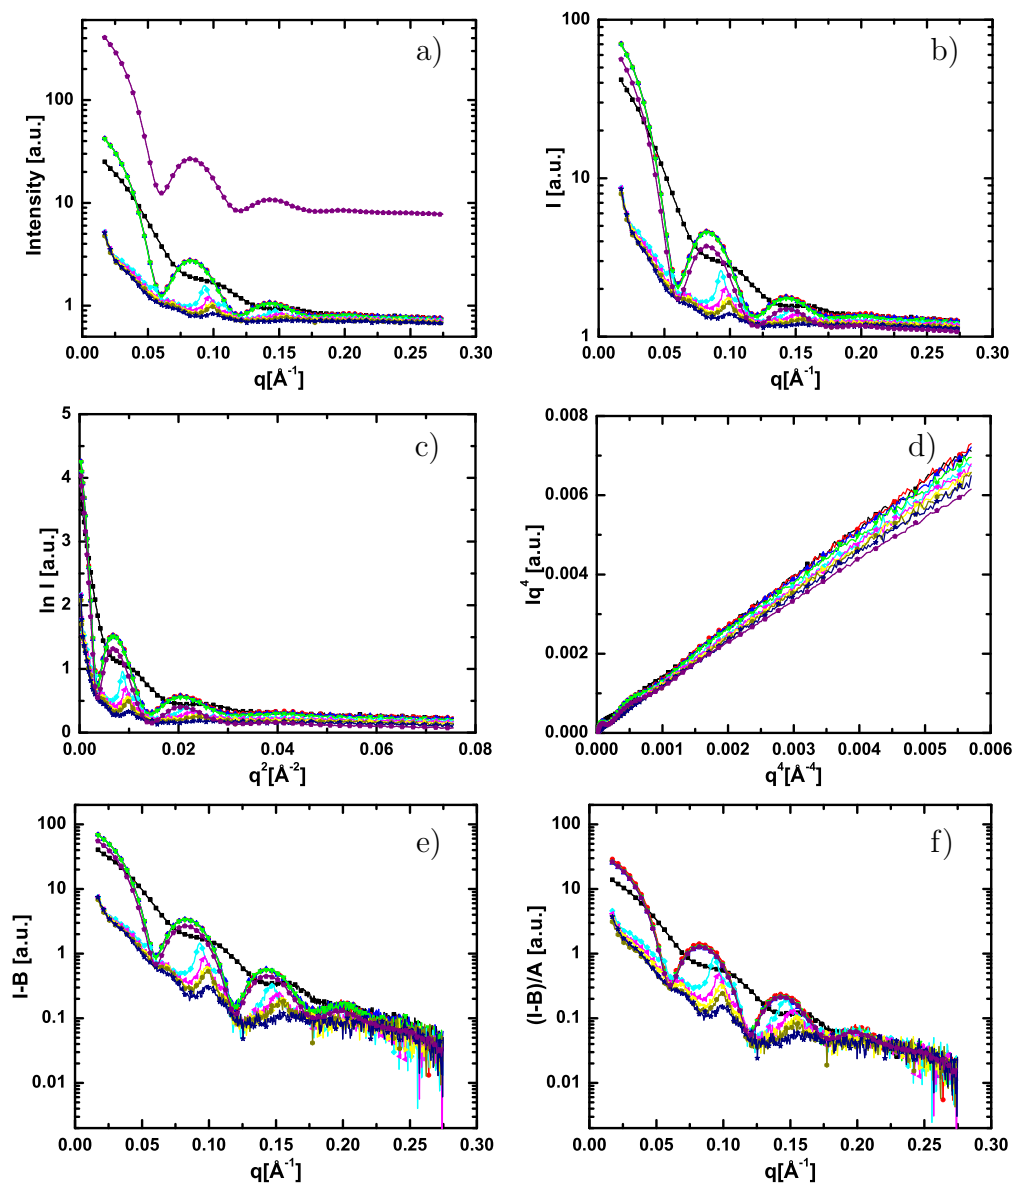 a)
100
10
1
Intensity [a.u.]
0.00 0.05 0.10 0.15 0.20 0.25 0.30
q[Å-1]
b)
100
10
1
I [a.u.]
0.00 0.05 0.10 0.15 0.20 0.25 0.30
q[Å-1]
c)
5
4
3
2
1
0
ln I [a.u.]
0.00 0.02 0.04 0.06 0.08
q2[Å-2]
d)
0.008
0.006
0.004
0.002
0.000
Iq4 [a.u.]
0.000 0.001 0.002 0.003 0.004 0.005 0.006
q4[Å-4]
e)
100
10
1
0.1
0.01
I-B [a.u.]
0.00 0.05 0.10 0.15 0.20 0.25 0.30
q[Å-1]
f)
100
10
1
0.1
0.01
(I-B)/A [a.u.]
0.00 0.05 0.10 0.15 0.20 0.25 0.30
q[Å-1]